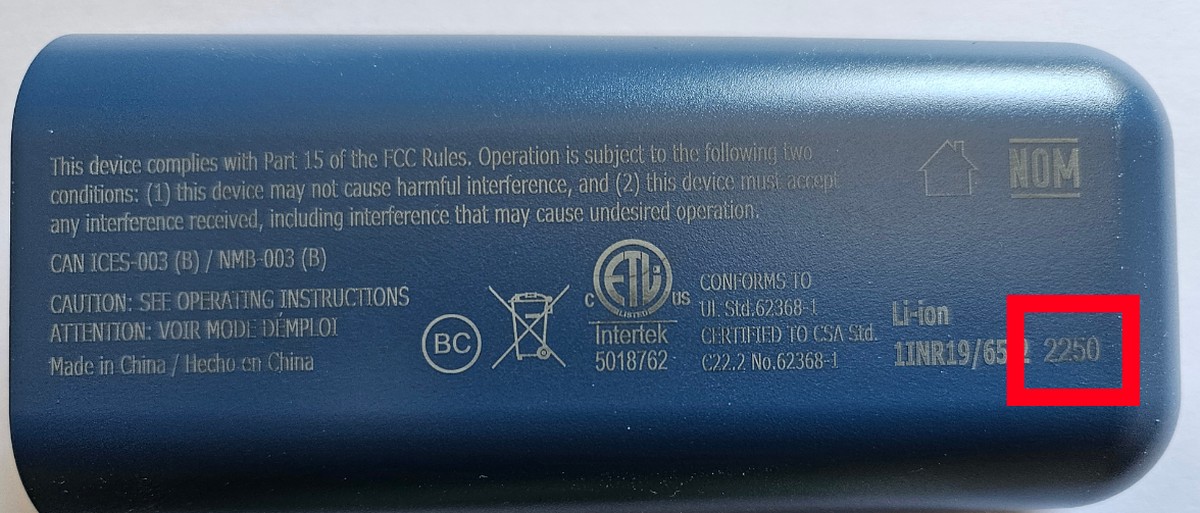 This device complies with Part 15 of the FCC Rules. Operation is subject to the following two
conditions: (1) this device may not cause harmful interference, and (2) this device must accept
any interference received, including interference that may cause undesired operation.
NOM
CAN ICES-003 (B) / NMB-003 (B)
CAUTION: SEE OPERATING INSTRUCTIONS
ATTENTION: VOIR MODE DÉMPLOI
Made in China / Hecho en China
BC
ETL
C US
LISTED
Intertek
5018762
CONFORMS TO
UL Std.62368-1
CERTIFIED TO CSA Std.
C22.2 No.62368-1
Li-ion
2250